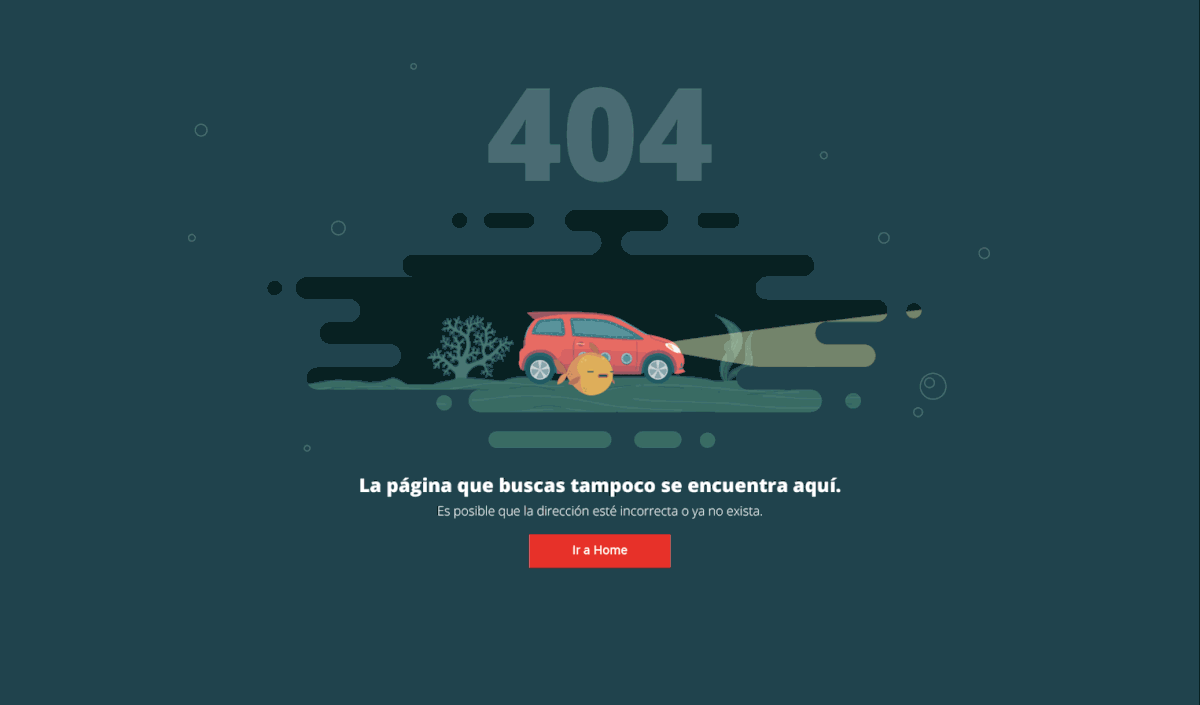 404
La página que buscas tampoco se encuentra aquí.
Es posible que la dirección esté incorrecta o ya no exista.
Ir a Home